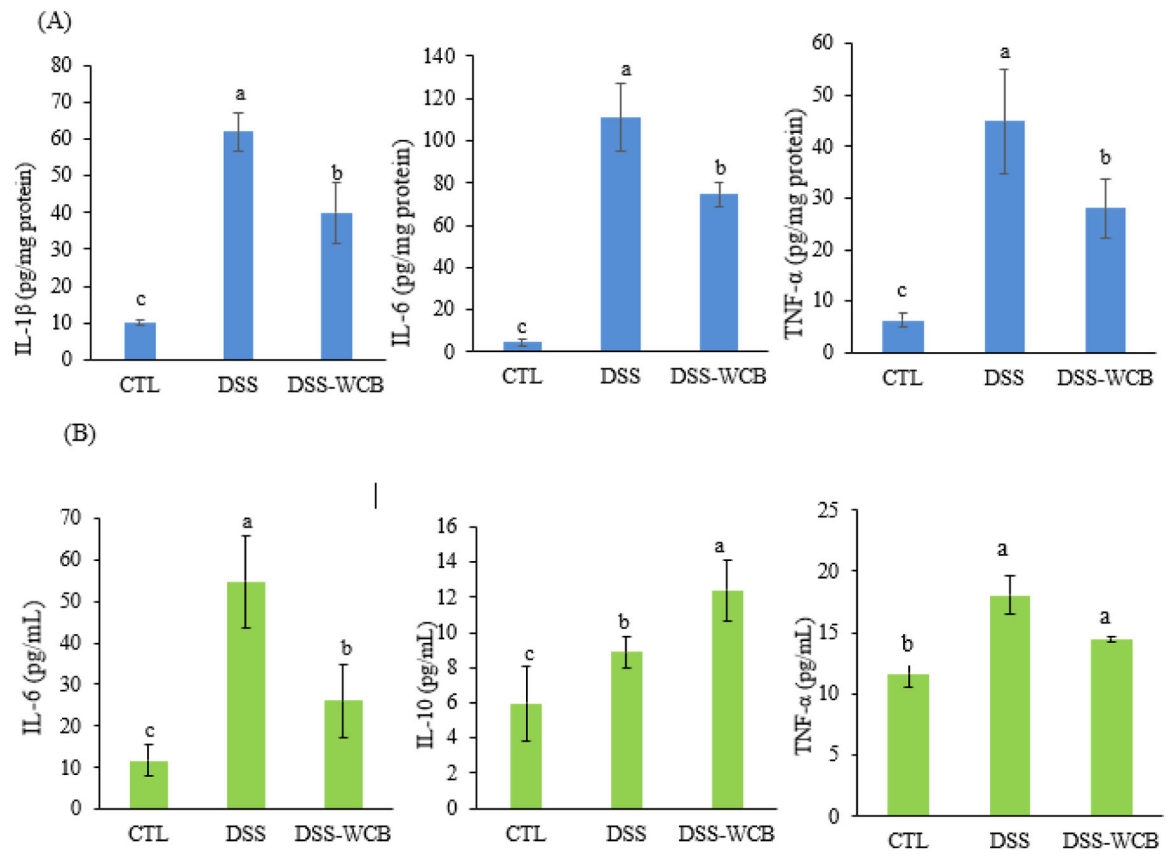 (A)
IL-1β (pg/mg protein)
80
70
60
50
40
30
20
10
0
a
b
c
CTL DSS DSS-WCB
IL-6 (pg/mg protein)
140
120
100
80
60
40
20
0
a
b
c
CTL DSS DSS-WCB
TNF-α (pg/mg protein)
60
50
40
30
20
10
0
a
b
c
CTL DSS DSS-WCB
(B)
IL-6 (pg/mL)
70
60
50
40
30
20
10
0
a
b
c
CTL DSS DSS-WCB
IL-10 (pg/mL)
16
14
12
10
8
6
4
2
0
a
b
c
CTL DSS DSS-WCB
TNF-α (pg/mL)
25
20
15
10
5
0
a
a
b
CTL DSS DSS-WCB